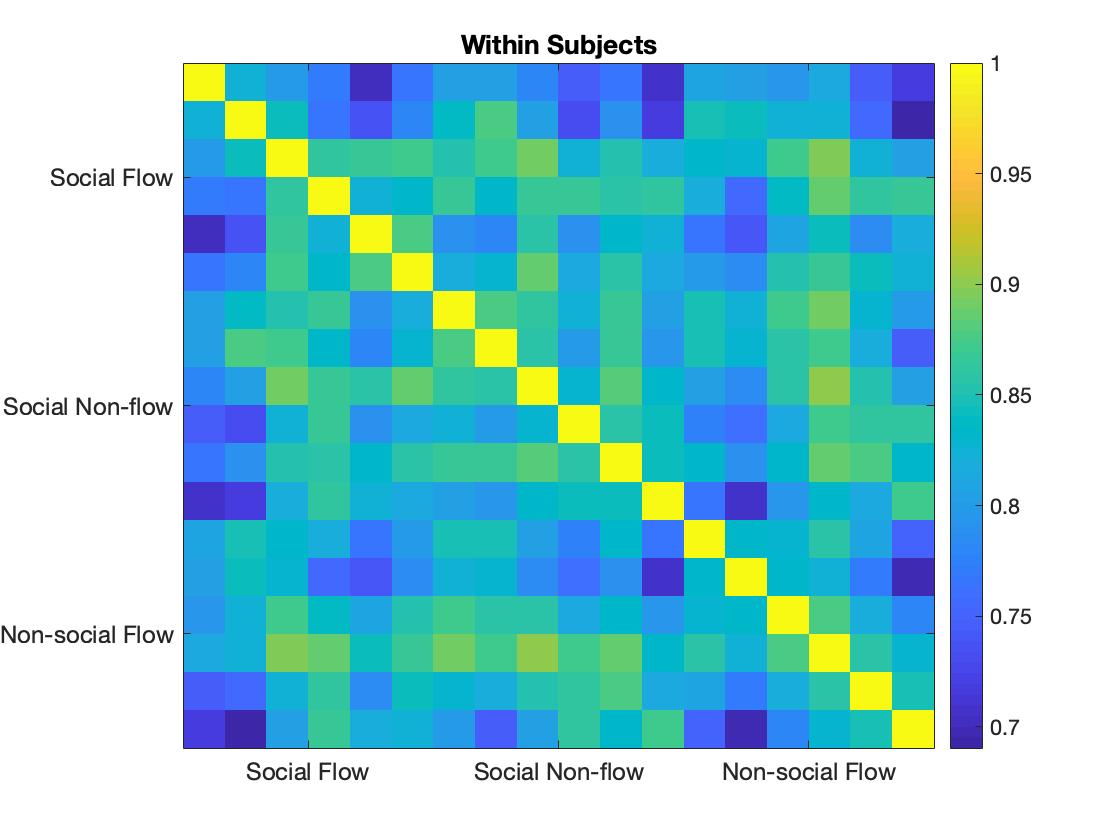 Within Subjects
Social Flow
Social Non-flow
Non-social Flow
Social Flow
Social Non-flow
Non-social Flow
1
0.95
0.9
0.85
0.8
0.75
0.7